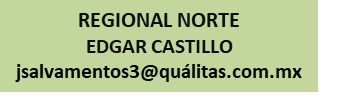 REGIONAL NORTE
EDGAR CASTILLO
jsalvamentos3@quálitas.com.mx